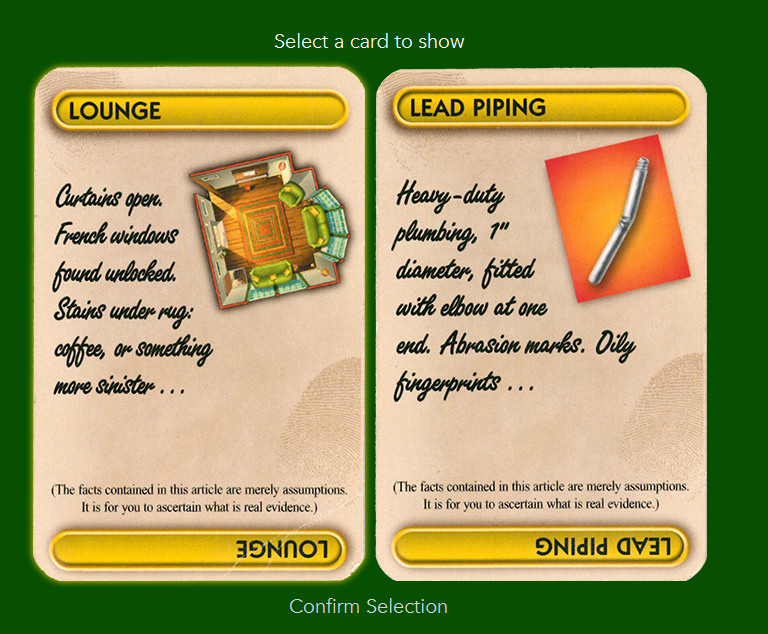 Select a card to show
LOUNGE
Curtains open.
French windows
found unlocked.
Stains under rug:
coffee, or something
more sinister ...
(The facts contained in this article are merely assumptions.
It is for you to ascertain what is real evidence.)
LOUNGE
LEAD PIPING
Heavy-duty
plumbing, 1"
diameter, fitted
with elbow at one
end. Abrasion marks. Oily
fingerprints ...
(The facts contained in this article are merely assumptions.
It is for you to ascertain what is real evidence.)
LEAD PIPING
Confirm Selection